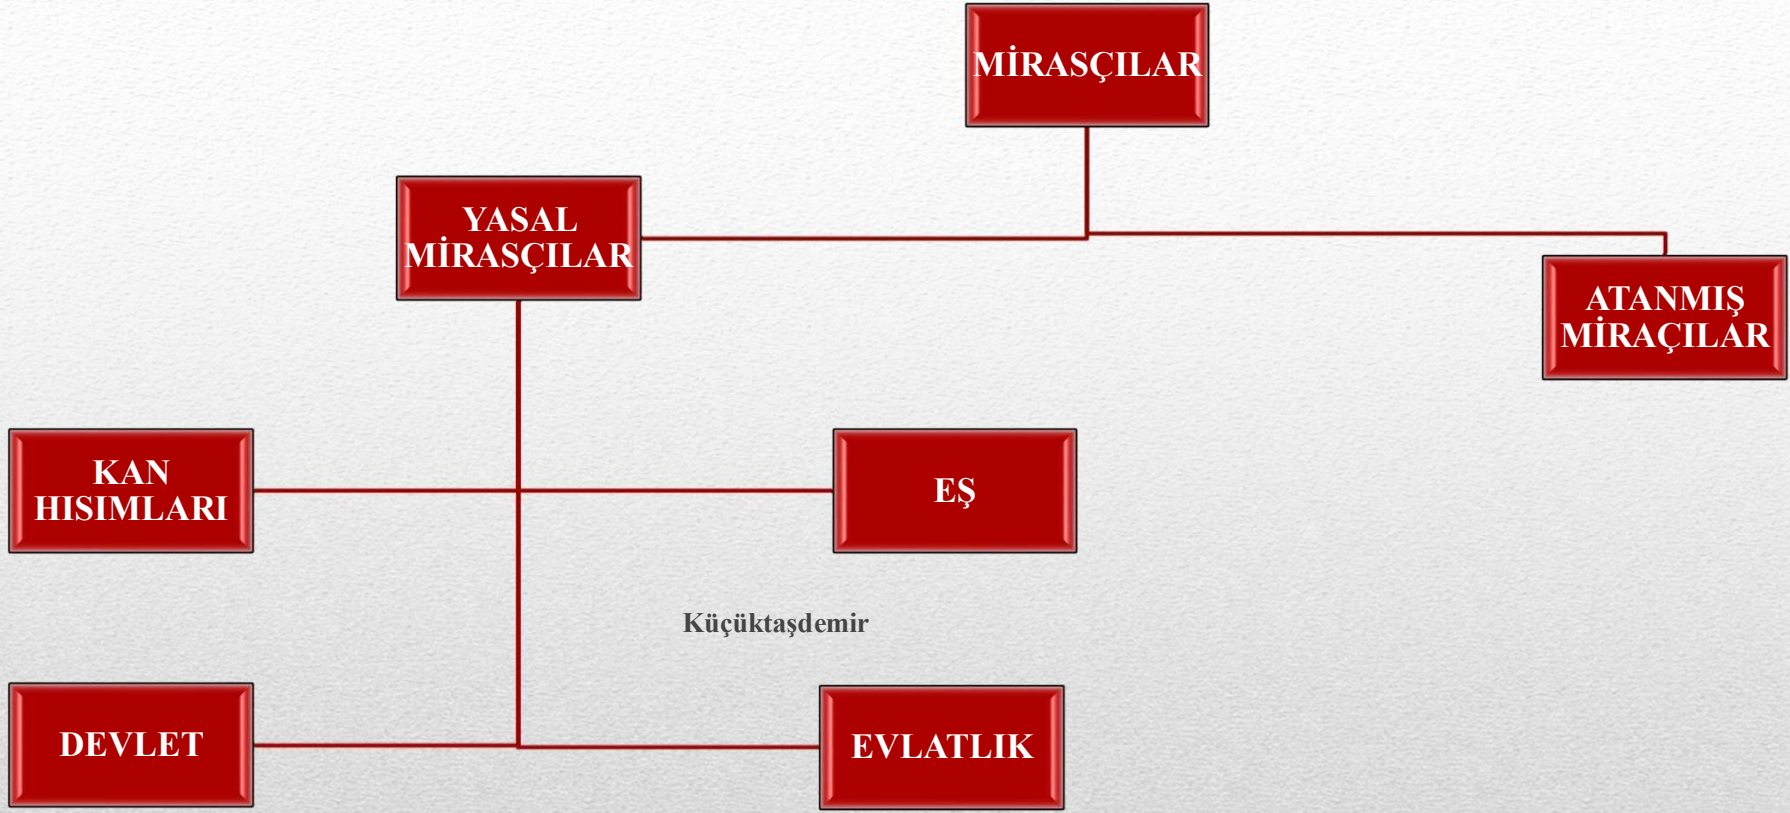 MİRASÇILAR
YASAL
MİRASÇILAR
ATANMIŞ
MİRAÇILAR
KAN
HISIMLARI
EŞ
Küçüktaşdemir
DEVLET
EVLATLIK